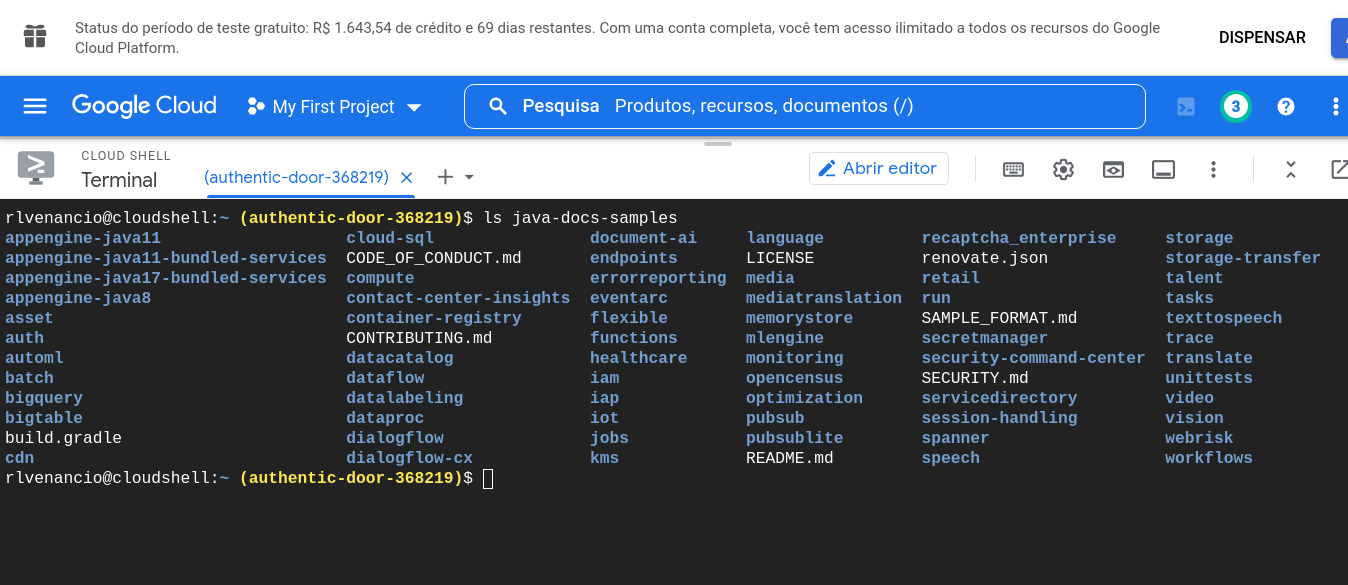 Status do período de teste gratuito: R$ 1.643,54 de crédito e 69 dias restantes. Com uma conta completa, você tem acesso ilimitado a todos os recursos do Google
Cloud Platform.
DISPENSAR
Google Cloud My First Project Pesquisa Produtos, recursos, documentos (/) 3 ?
CLOUD SHELL
Terminal (authentic-door-368219) × + Abrir editor
rlvenancio@cloudshell:~ (authentic-door-368219)$ ls java-docs-samples
appengine-java11 cloud-sql document-ai language recaptcha_enterprise storage
appengine-java11-bundled-services CODE_OF_CONDUCT.md endpoints LICENSE renovate.json storage-transfer
appengine-java17-bundled-services compute errorreporting media retail talent
appengine-java8 contact-center-insights eventarc mediatranslation run tasks
asset container-registry flexible memorystore SAMPLE_FORMAT.md texttospeech
auth CONTRIBUTING.md functions mlengine secretmanager trace
automl datacatalog healthcare monitoring security-command-center translate
batch dataflow iam opencensus SECURITY.md unittests
bigquery datalabeling iap optimization servicedirectory video
bigtable dataproc iot pubsub session-handling vision
build.gradle dialogflow jobs pubsublite spanner webrisk
cdn dialogflow-cx kms README.md speech workflows
rlvenancio@cloudshell:~ (authentic-door-368219)$